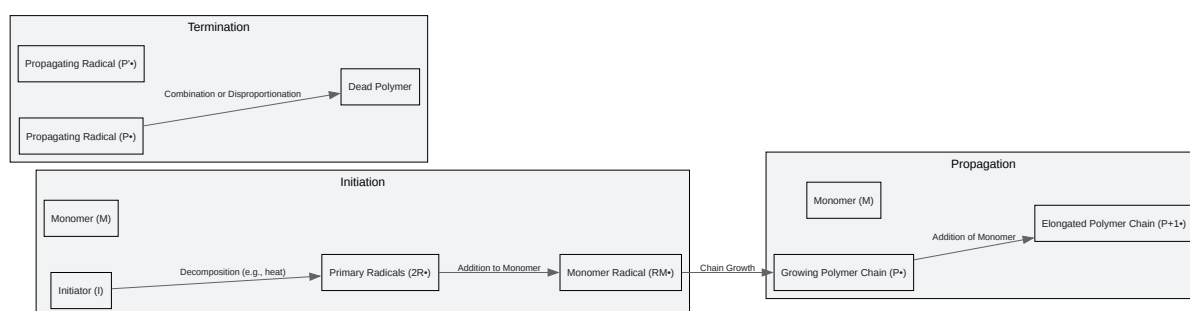 Termination
Propagating Radical (P'•)
Combination or Disproportionation
Dead Polymer
Propagating Radical (P•)
Initiation
Monomer (M)
Initiator (I)
Decomposition (e.g., heat)
Primary Radicals (2R•)
Addition to Monomer
Monomer Radical (RM•)
Chain Growth
Propagation
Monomer (M)
Growing Polymer Chain (P•)
Addition of Monomer
Elongated Polymer Chain (P+1•)